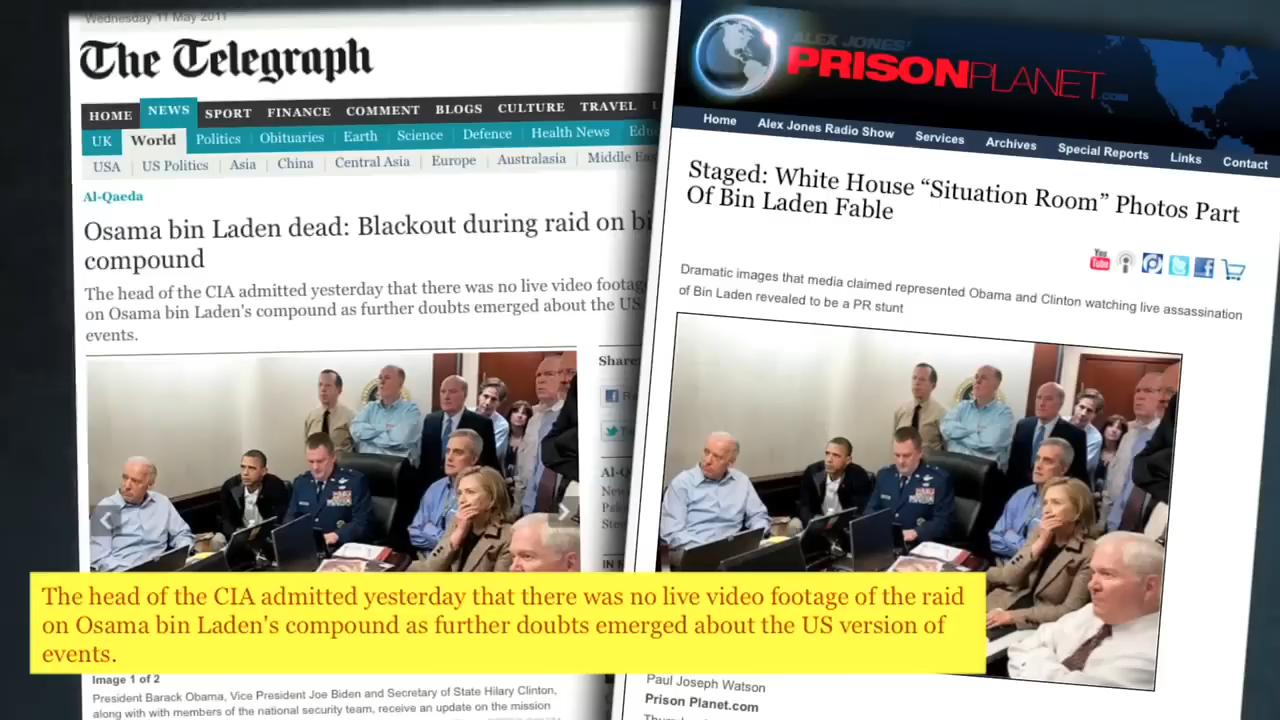 Wednesday 11 May 2011
The Telegraph
HOME NEWS SPORT FINANCE COMMENT BLOGS CULTURE TRAVEL
UK World Politics Obituaries Earth Science Defence Health News
USA US Politics Asia China Central Asia Europe Australasia Middle
Al-Qaeda
Osama bin Laden dead: Blackout during raid on
compound
The head of the CIA admitted yesterday that there was no live video
on Osama bin Laden's compound as further doubts emerged about the US
events.
Share
Image 1 of 2
President Barack Obama, Vice President Joe Biden and Secretary of State Hilary Clinton,
along with with members of the national security team, receive an update on the mission
ALEX JONES'
PRISONPLANET.COM
Home Alex Jones Radio Show Services Archives Special Reports Links Contact
Staged: White House “Situation Room” Photos Part
Of Bin Laden Fable
You
Tube
Dramatic images that media claimed represented Obama and Clinton watching live assassination
of Bin Laden revealed to be a PR stunt
The head of the CIA admitted yesterday that there was no live video footage of the raid
on Osama bin Laden's compound as further doubts emerged about the US version of
events.
Paul Joseph Watson
Prison Planet.com